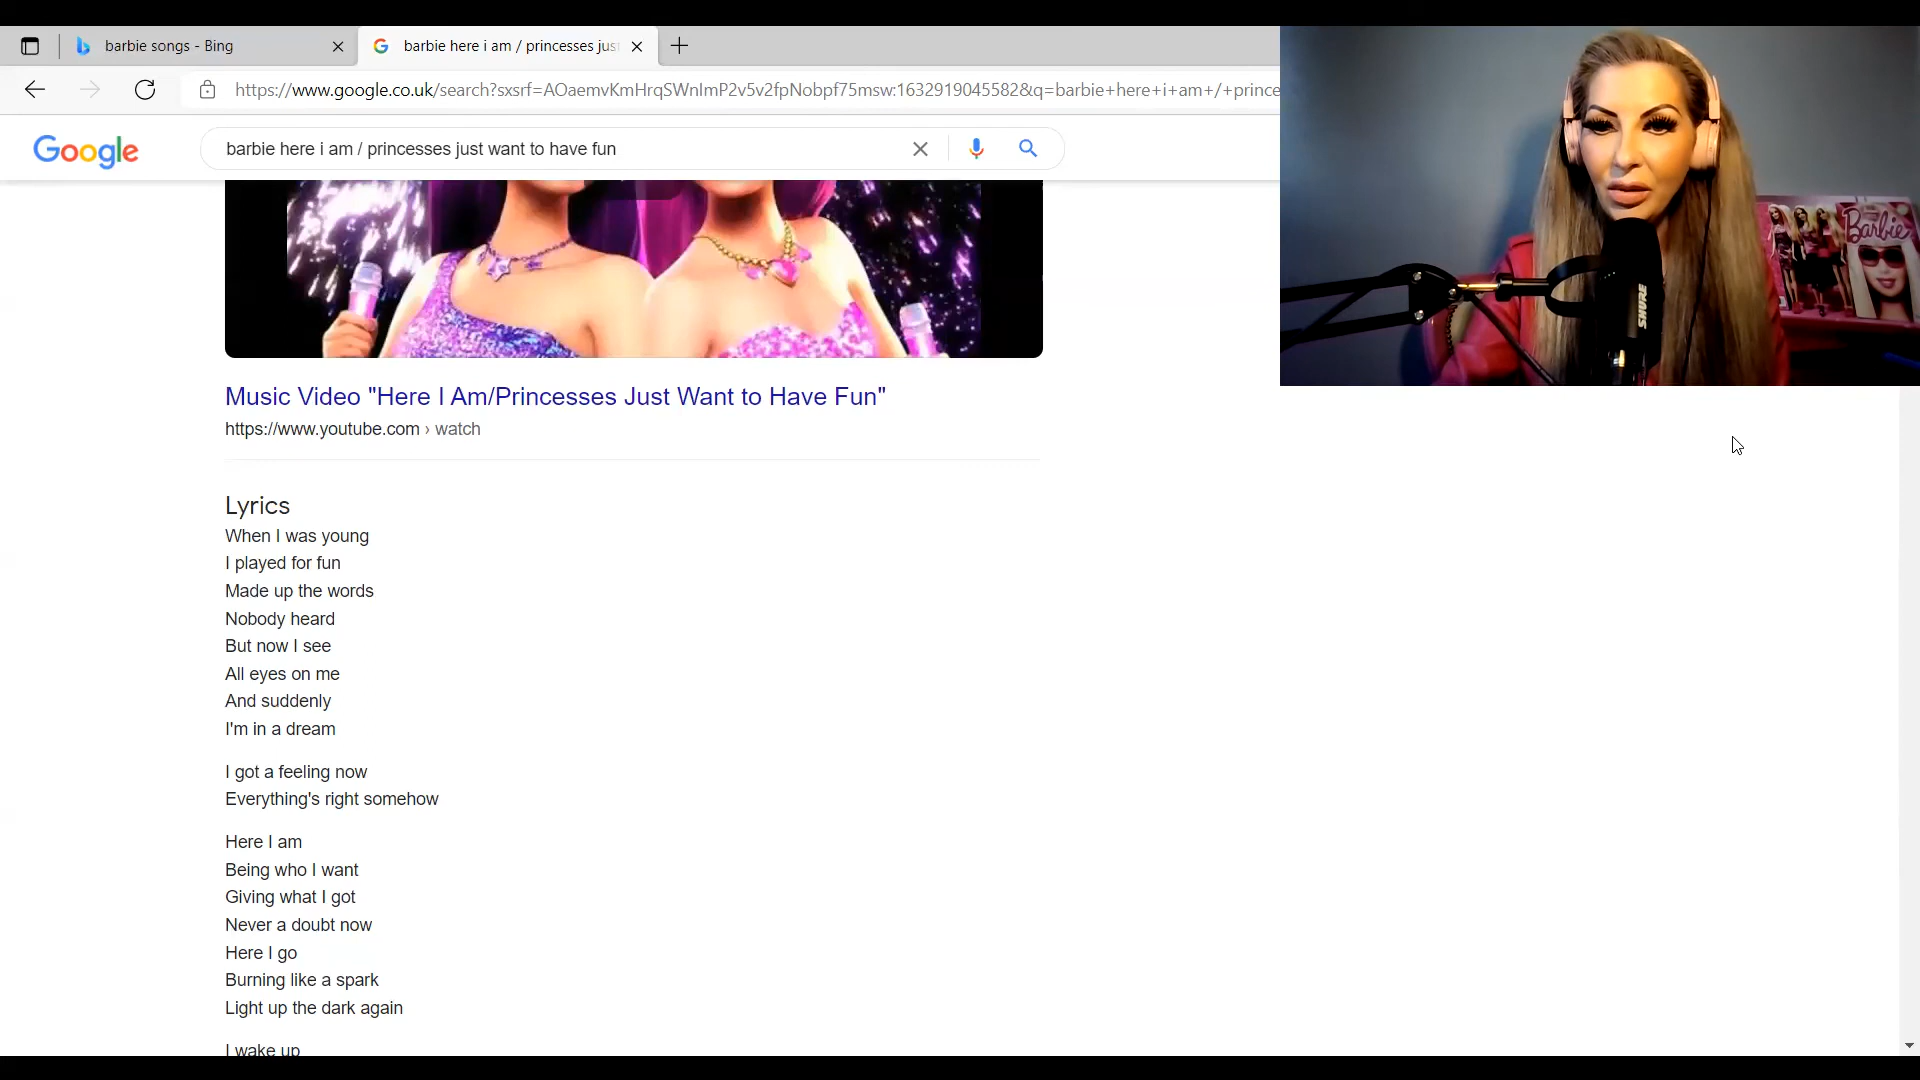 barbie songs - Bing
barbie here i am / princesses jus
https://www.google.co.uk/search?sxsrf=AOaemvKmHrqSWnImP2v5v2fpNobpf75msw:1632919045582&q=barbie+here+i+am+/+prince
Google
barbie here i am / princesses just want to have fun
Barbie
SHURE
Music Video "Here I Am/Princesses Just Want to Have Fun"
https://www.youtube.com › watch
Lyrics
When I was young
I played for fun
Made up the words
Nobody heard
But now I see
All eyes on me
And suddenly
I'm in a dream
I got a feeling now
Everything's right somehow
Here I am
Being who I want
Giving what I got
Never a doubt now
Here I go
Burning like a spark
Light up the dark again
I wake up